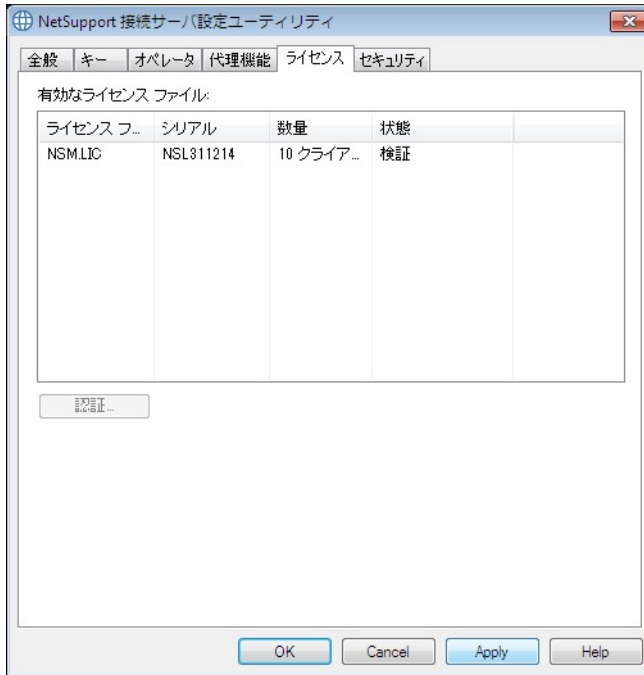 NetSupport 接続サーバ設定ユーティリティ
全般 キー オペレータ 代理機能 ライセンス セキュリティ
有効なライセンス ファイル:
ライセンス フ... シリアル 数量 状態
NSM.LIC NSL311214 10 クライア... 検証
認証...
OK Cancel Apply Help